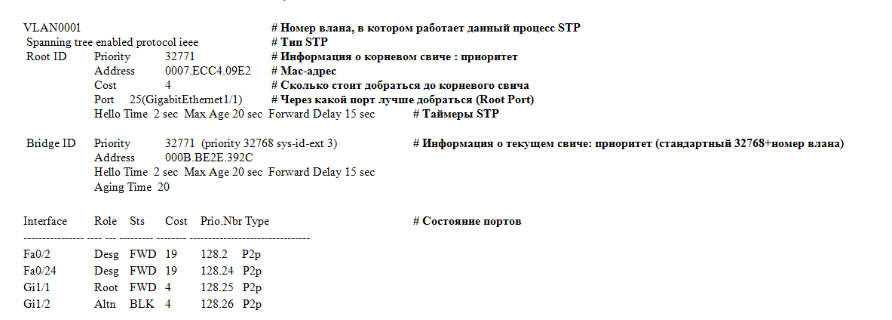 VLAN0001 # Номер влана, в котором работает данный процесс STP
Spanning tree enabled protocol ieee # Тип STP
Root ID Priority 32771 # Информация о корневом свиче : приоритет
Address 0007.ECC4.09E2 # Мас-адрес
Cost 4 # Сколько стоит добраться до корневого свича
Port 25(GigabitEthernet1/1) # Через какой порт лучше добраться (Root Port)
Hello Time 2 sec Max Age 20 sec Forward Delay 15 sec # Таймеры STP
Bridge ID Priority 32771 (priority 32768 sys-id-ext 3) # Информация о текущем свиче: приоритет (стандартный 32768+номер влана)
Address 000B.BE2E.392C
Hello Time 2 sec Max Age 20 sec Forward Delay 15 sec
Aging Time 20
Interface Role Sts Cost Prio.Nbr Type # Состояние портов
---------------- ---- --- --------- -------- --------------------------------
Fa0/2 Desg FWD 19 128.2 P2p
Fa0/24 Desg FWD 19 128.24 P2p
Gi1/1 Root FWD 4 128.25 P2p
Gi1/2 Altn BLK 4 128.26 P2p